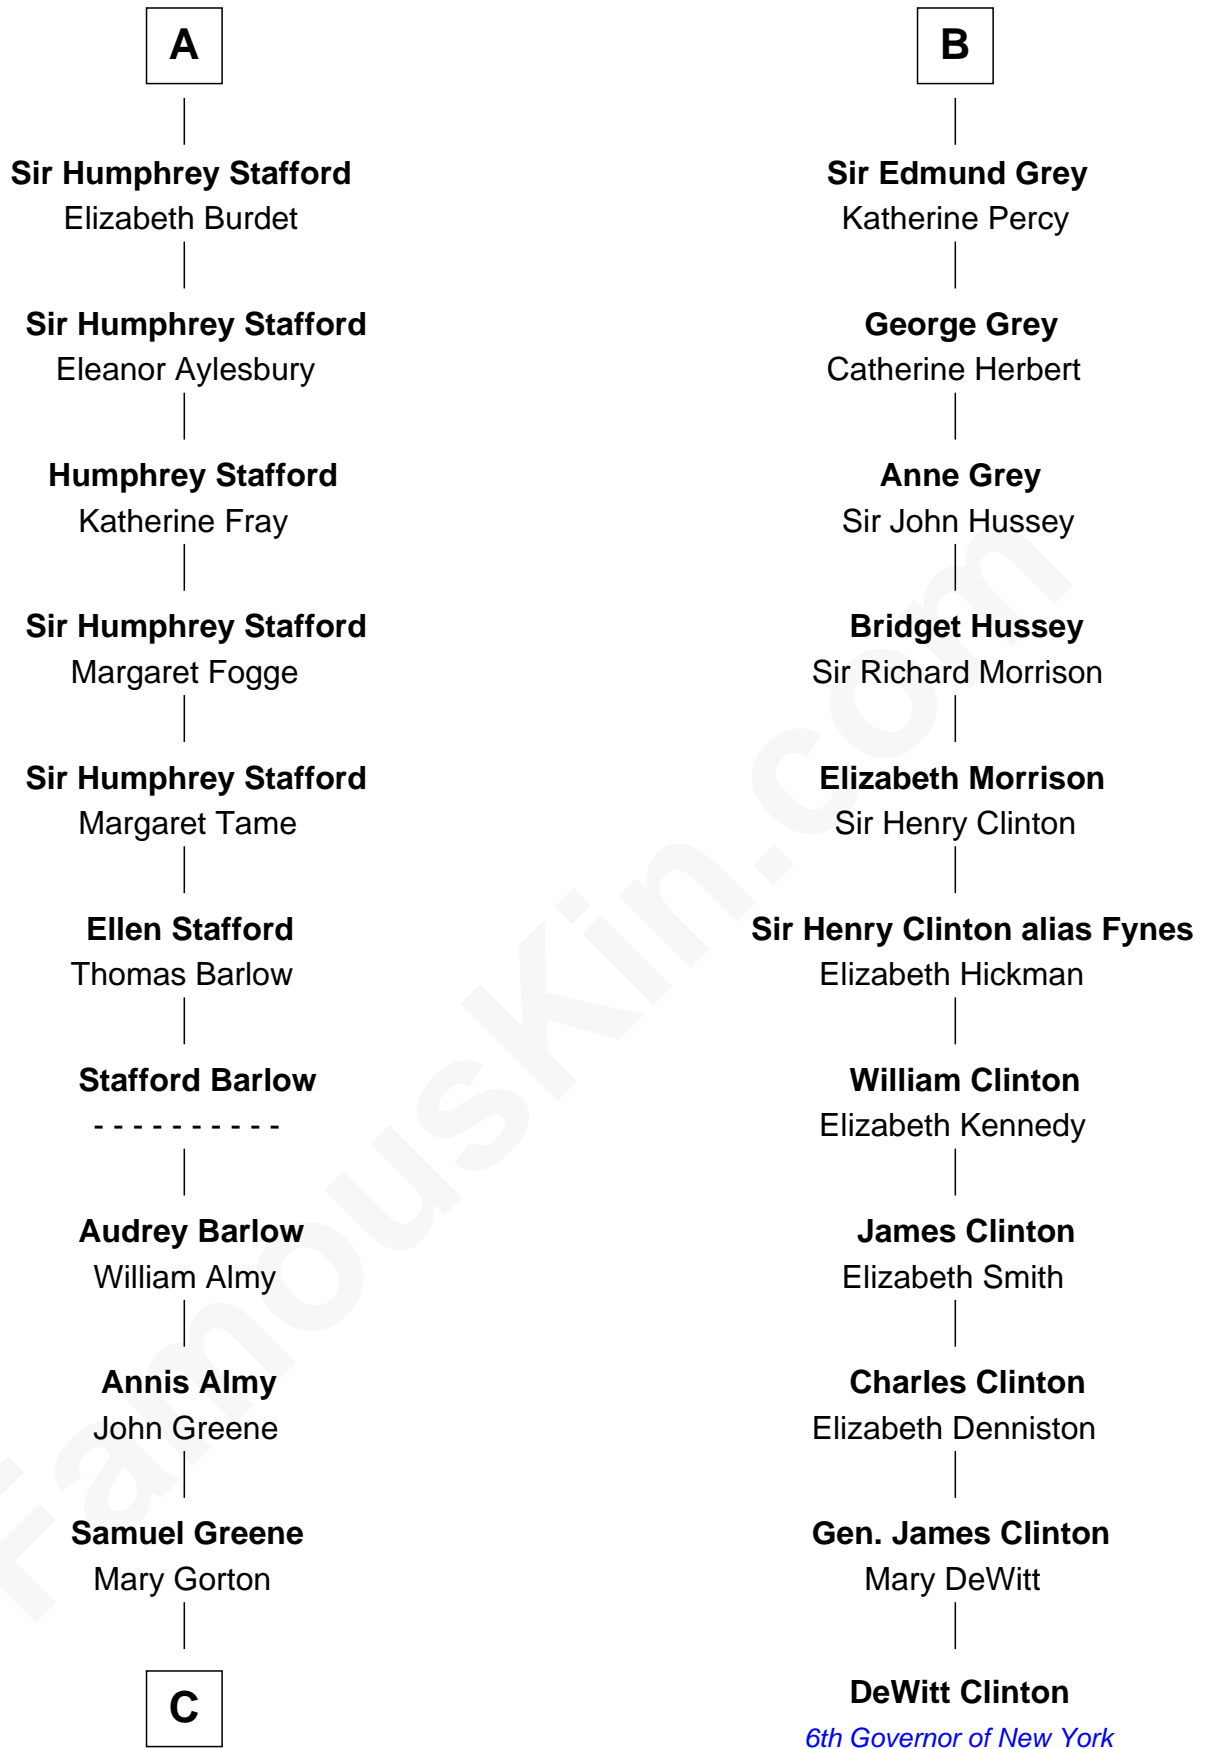 A
Sir Humphrey Stafford
Elizabeth Burdet
Sir Humphrey Stafford
Eleanor Aylesbury
Humphrey Stafford
Katherine Fray
Sir Humphrey Stafford
Margaret Fogge
Sir Humphrey Stafford
Margaret Tame
Ellen Stafford
Thomas Barlow
Stafford Barlow
- - - - - - - - - -
Audrey Barlow
William Almy
Annis Almy
John Greene
Samuel Greene
Mary Gorton
C
B
Sir Edmund Grey
Katherine Percy
George Grey
Catherine Herbert
Anne Grey
Sir John Hussey
Bridget Hussey
Sir Richard Morrison
Elizabeth Morrison
Sir Henry Clinton
Sir Henry Clinton alias Fynes
Elizabeth Hickman
William Clinton
Elizabeth Kennedy
James Clinton
Elizabeth Smith
Charles Clinton
Elizabeth Denniston
Gen. James Clinton
Mary DeWitt
DeWitt Clinton
6th Governor of New York
FamousKin.com